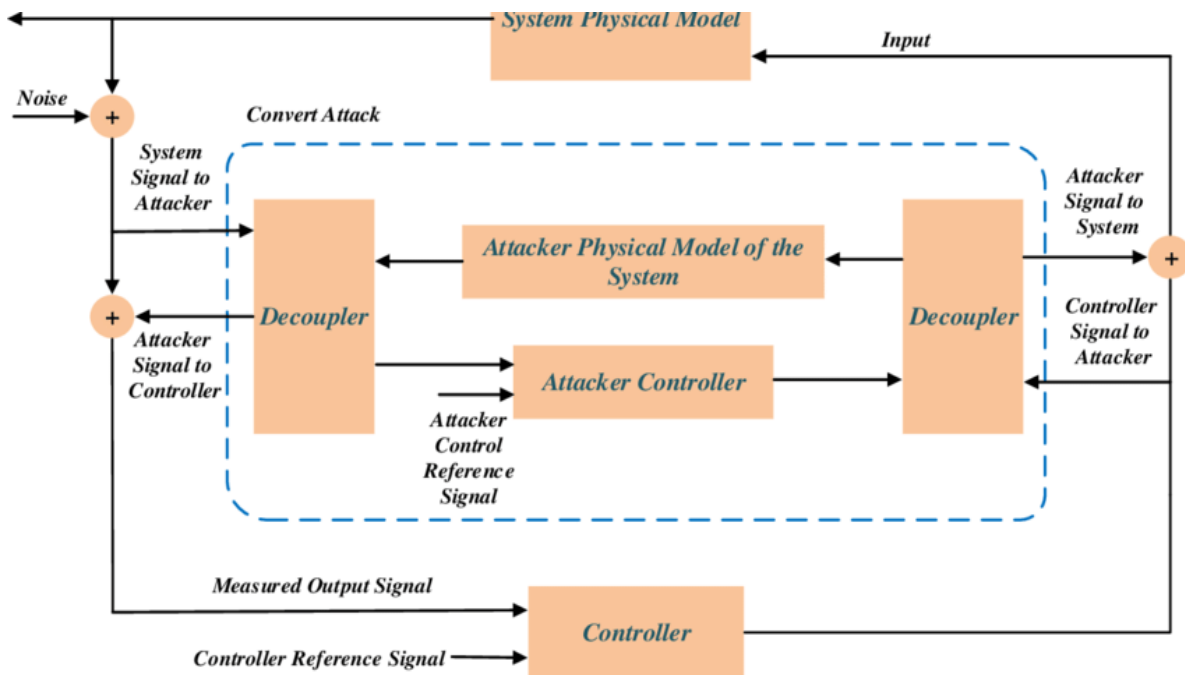 System Physical Model
Input
Noise
+
Convert Attack
System
Signal to
Attacker
Attacker
Signal to
System
Attacker Physical Model of the
System
+
Decoupler
Decoupler
+
Controller
Signal to
Attacker
Attacker
Signal to
Controller
Attacker Controller
Attacker
Control
Reference
Signal
Measured Output Signal
Controller
Controller Reference Signal